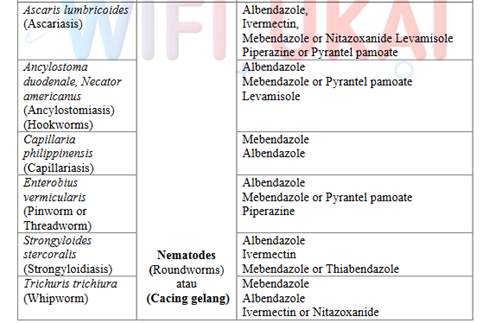 WIFI UKAI
Ascaris lumbricoides
(Ascariasis)
Albendazole,
Ivermectin,
Mebendazole or Nitazoxanide Levamisole
Piperazine or Pyrantel pamoate
Ancylostoma
duodenale, Necator
americanus
(Ancylostomiasis)
(Hookworms)
Albendazole
Mebendazole or Pyrantel pamoate
Levamisole
Capillaria
philippinensis
(Capillariasis)
Mebendazole
Albendazole
Enterobius
vermicularis
(Pinworm or
Threadworm)
Albendazole
Mebendazole or Pyrantel pamoate
Piperazine
Strongyloides
stercoralis
(Strongyloidiasis)
Nematodes
(Roundworms)
atau
(Cacing gelang)
Albendazole
Ivermectin
Mebendazole or Thiabendazole
Trichuris trichiura
(Whipworm)
Mebendazole
Albendazole
Ivermectin or Nitazoxanide